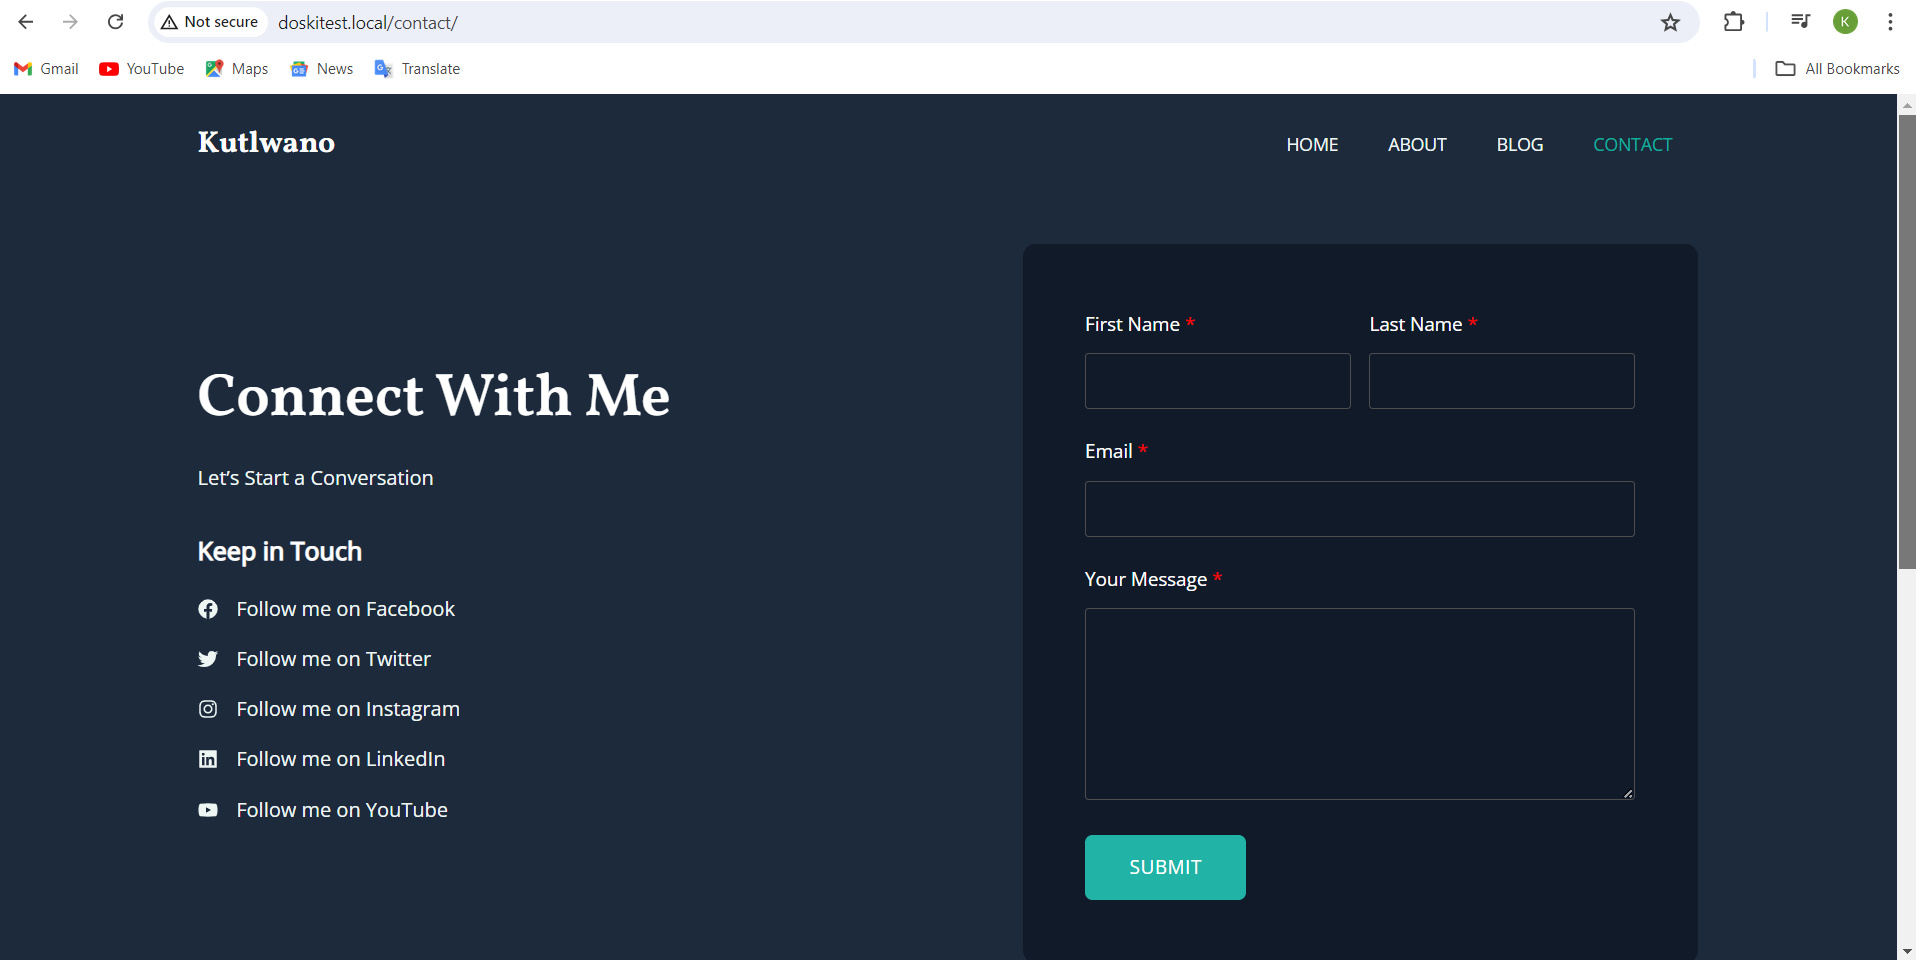 Not secure doskitest.local/contact/ K
Gmail YouTube Maps News Translate All Bookmarks
Kutlwano
HOME ABOUT BLOG CONTACT
Connect With Me
Let’s Start a Conversation
Keep in Touch
Follow me on Facebook
Follow me on Twitter
Follow me on Instagram
Follow me on LinkedIn
Follow me on YouTube
First Name * Last Name *
Email *
Your Message *
SUBMIT